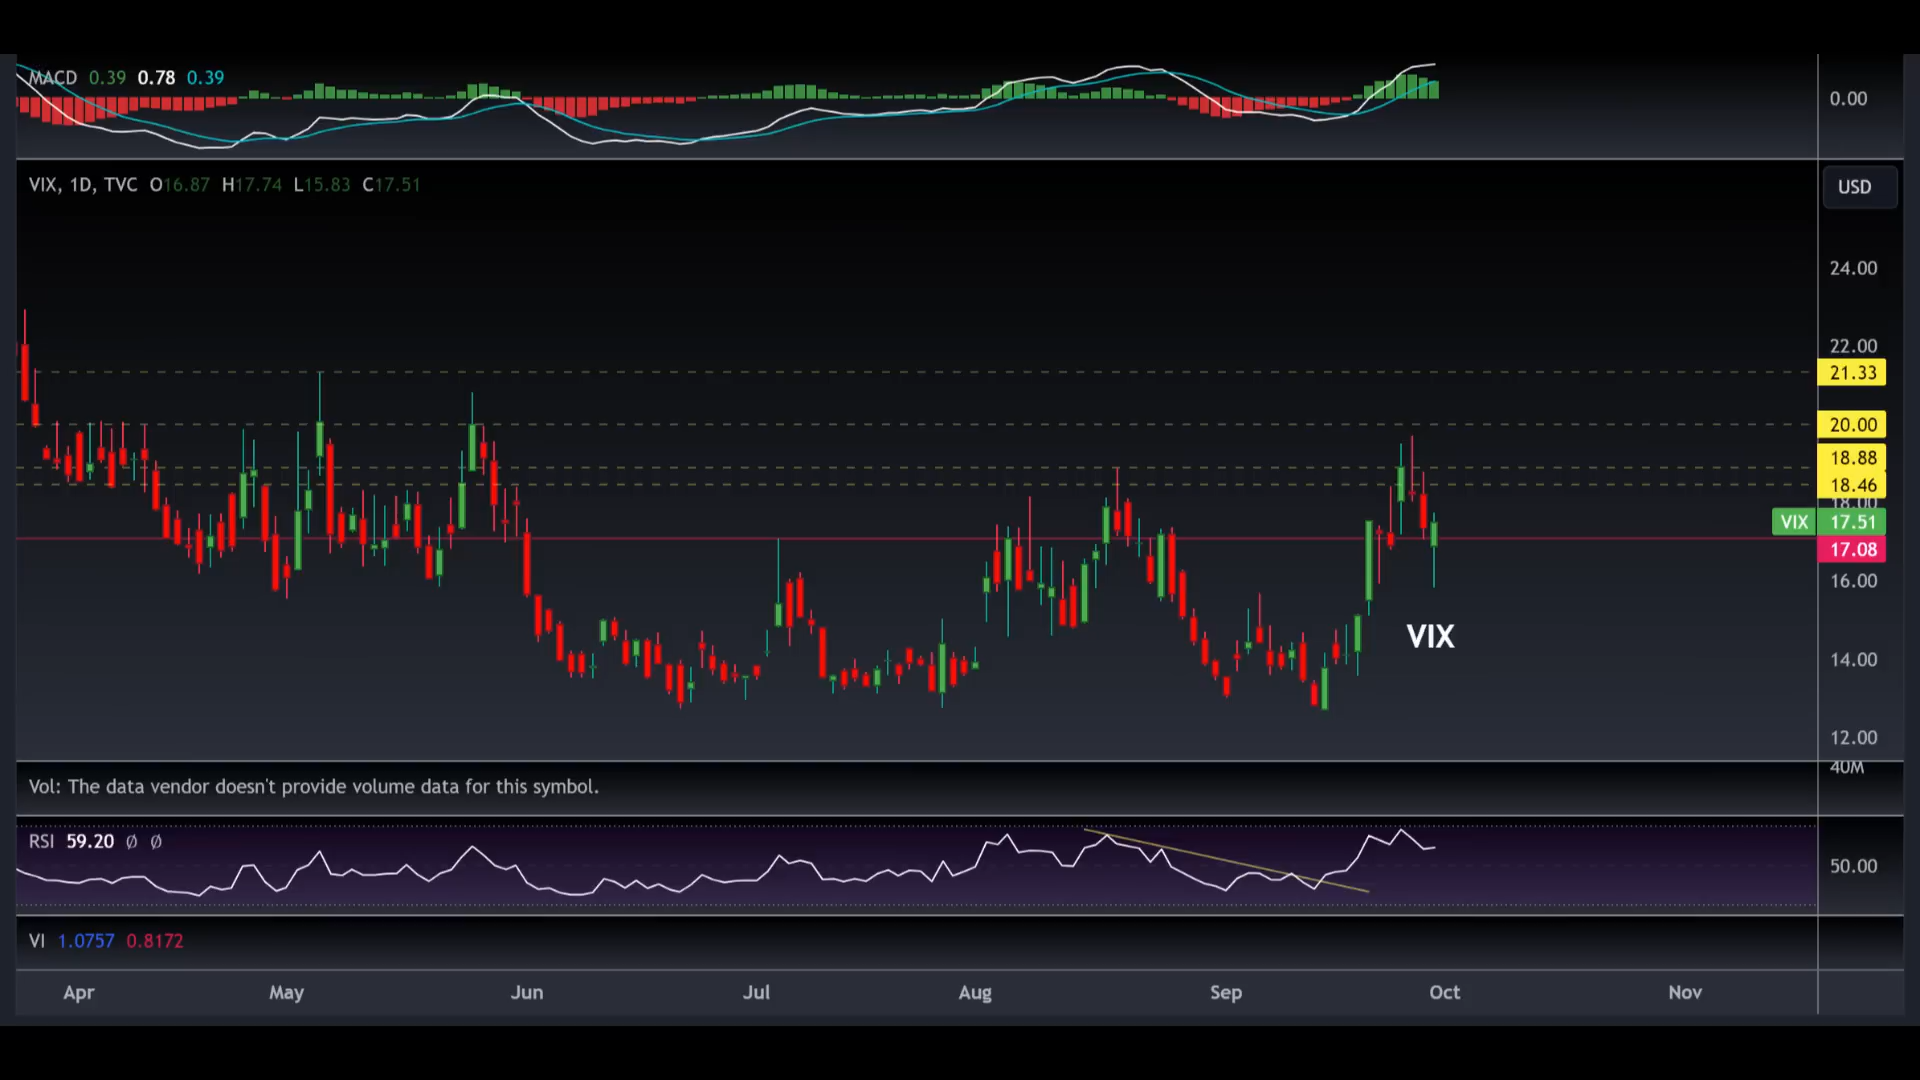 MACD 0.39 0.78 0.39
0.00
VIX, 1D, TVC O16.87 H17.74 L15.83 C17.51
USD
24.00
22.00
21.33
20.00
18.88
18.46
18.00
VIX 17.51
17.08
16.00
VIX
14.00
12.00
40M
Vol: The data vendor doesn't provide volume data for this symbol.
RSI 59.20 Ø Ø
50.00
VI 1.0757 0.8172
Apr May Jun Jul Aug Sep Oct Nov